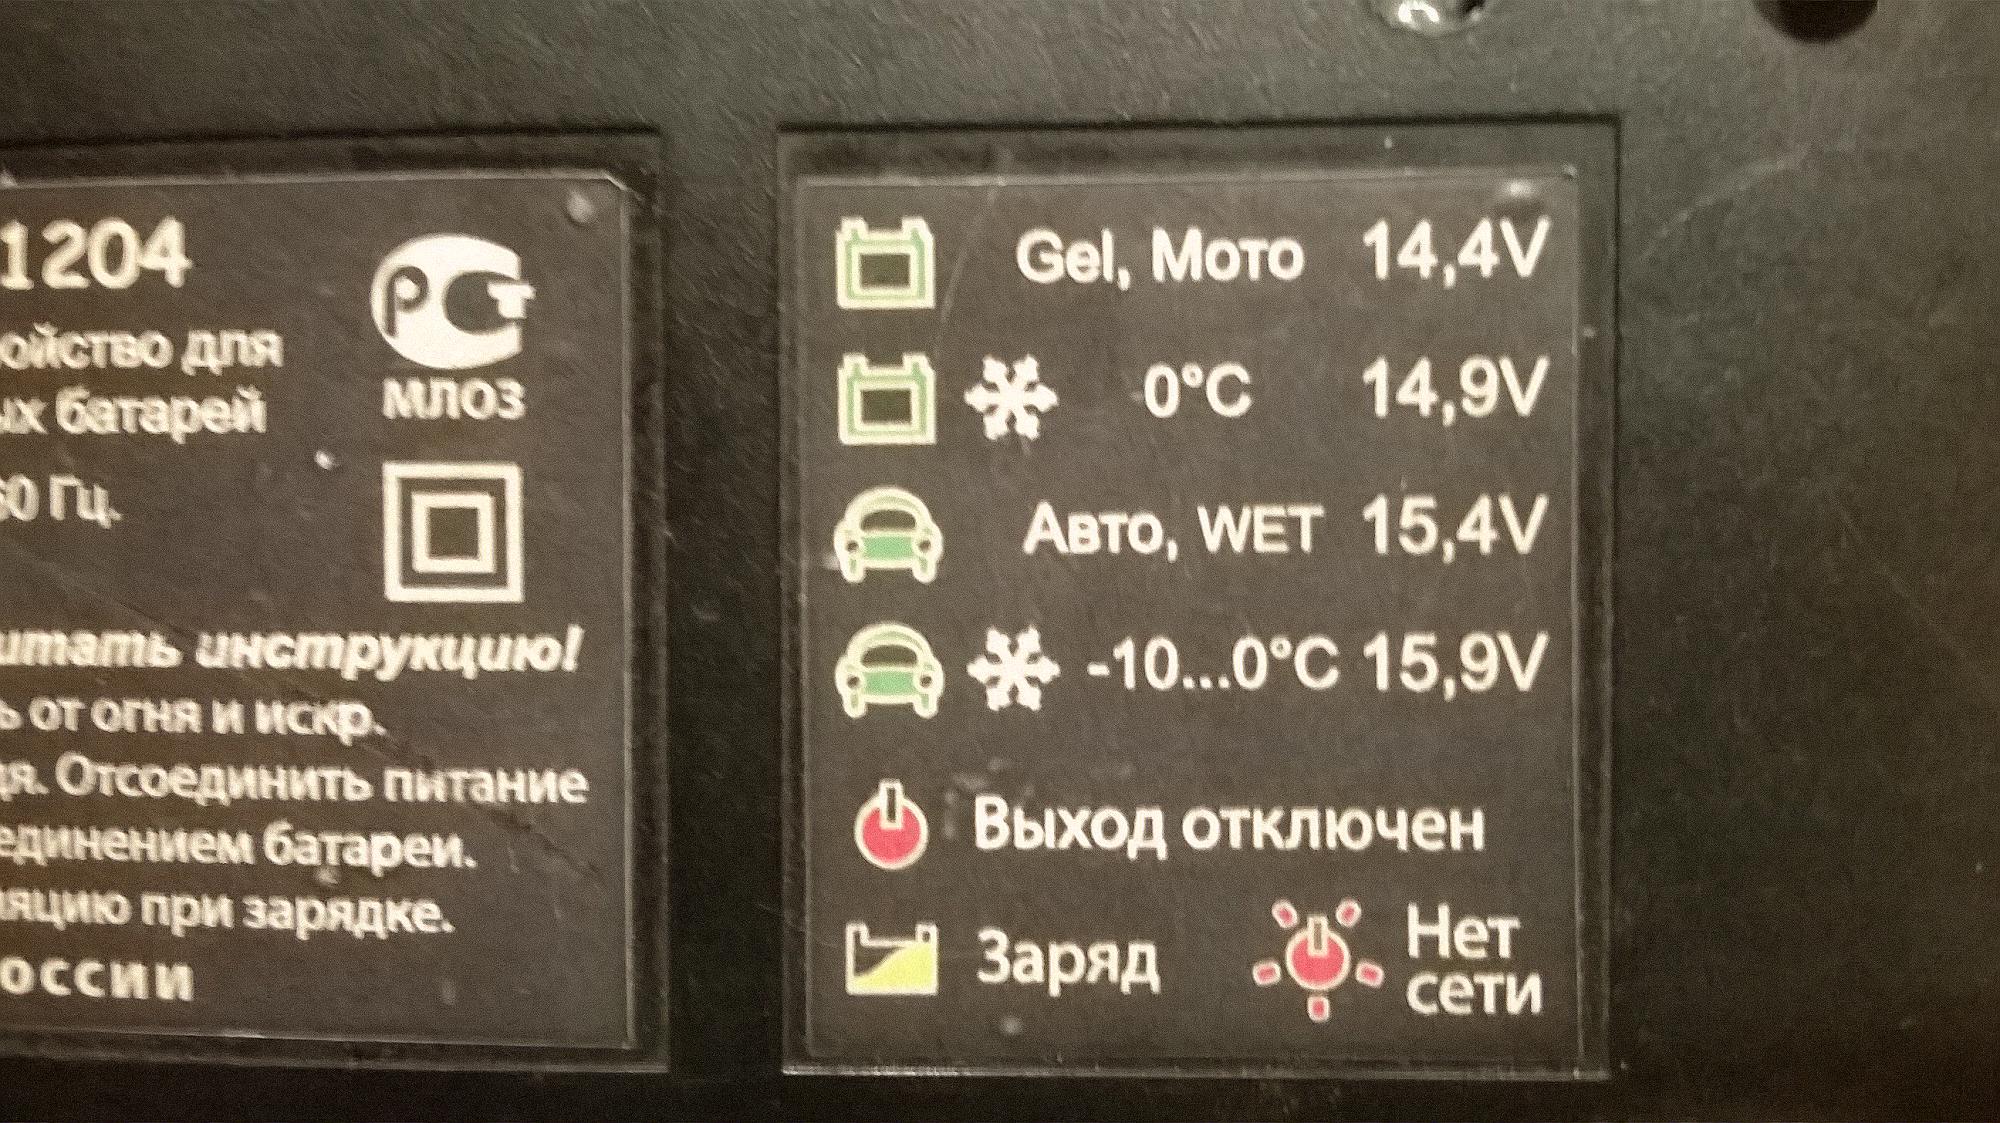 1204
ойство для
ых батарей
60 Гц.
итать инструкцию!
ь от огня и искр.
дя. Отсоединить питание
единением батареи.
ляцию при зарядке.
оссии
РСТ
МЛ03
Gel, Мото 14,4V
0°C 14,9V
Авто, WET 15,4V
-10...0°C 15,9V
Выход отключен
Заряд
Нет
сети